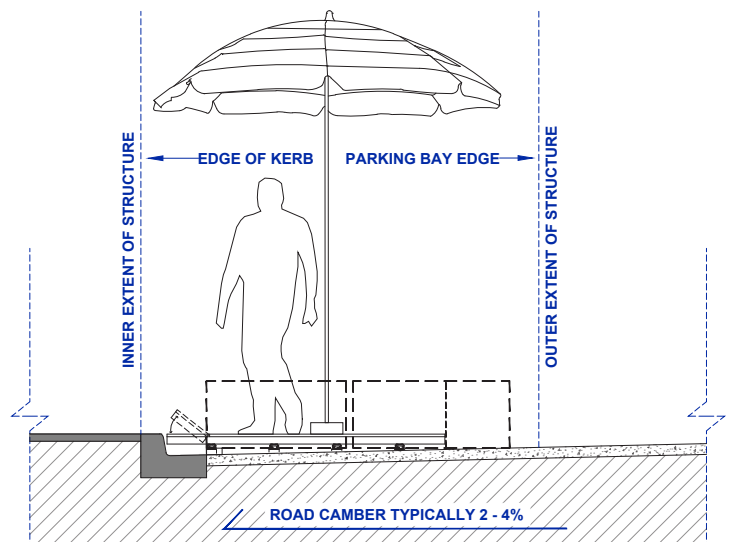 EDGE OF KERB
PARKING BAY EDGE
INNER EXTENT OF STRUCTURE
OUTER EXTENT OF STRUCTURE
ROAD CAMBER TYPICALLY 2 - 4%